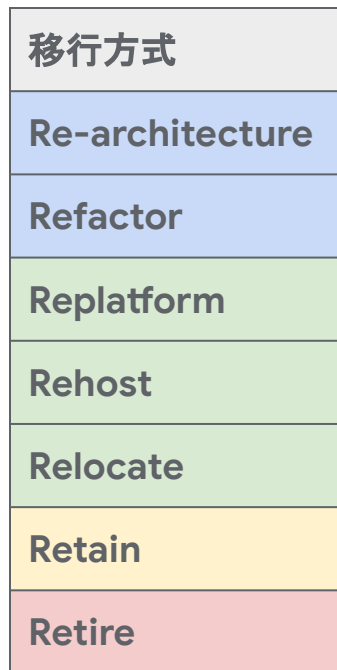 移行方式
Re-architecture
Refactor
Replatform
Rehost
Relocate
Retain
Retire